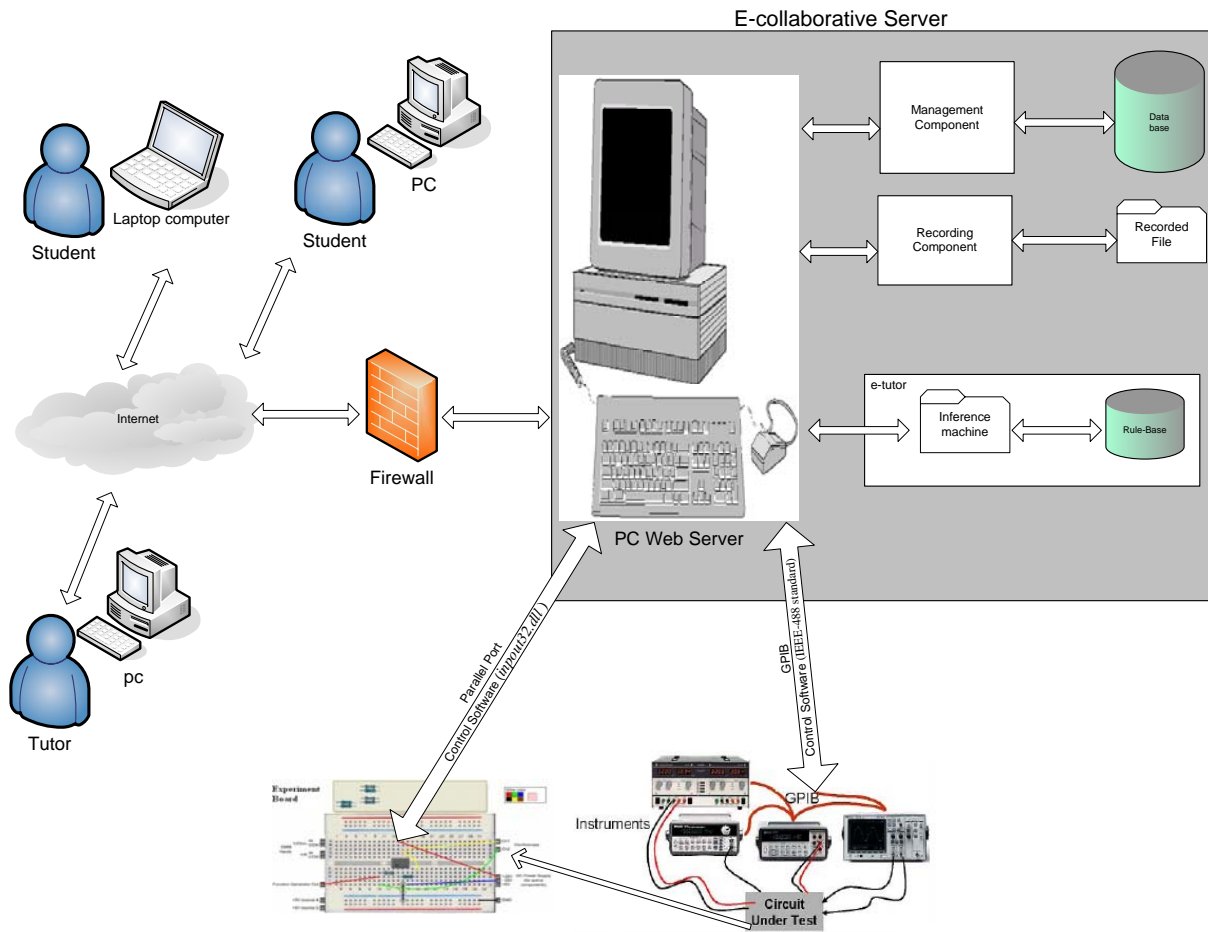 E-collaborative Server
Management
Component
Data
base
PC
Laptop computer
Student
Student
Recording
Component
Recorded
File
Internet
Firewall
e-tutor
Inference
machine
Rule-Base
PC Web Server
pc
Tutor
Parallel Port
Control Software (inpout32.dll )
GPIB
Control Software (IEEE-488 standard)
Experiment
Board
Instruments
GPIB
Circuit
Under Test